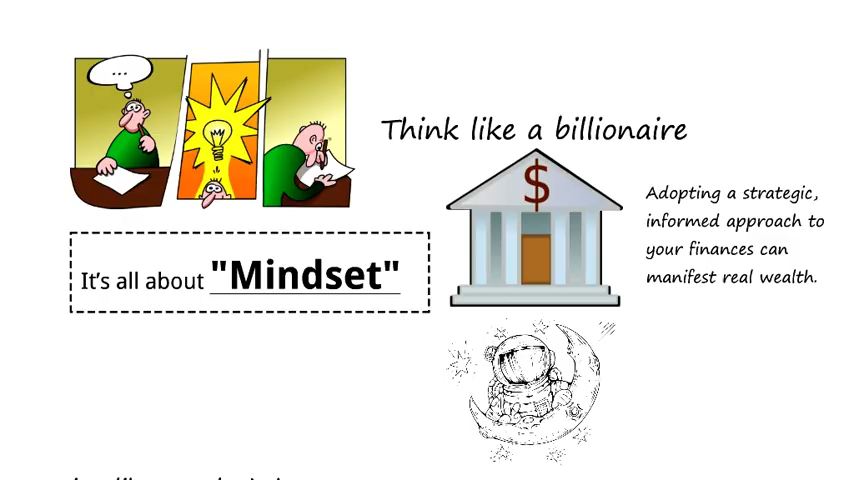 ...
Think like a billionaire
$
Adopting a strategic,
informed approach to
your finances can
manifest real wealth.
It's all about "Mindset"